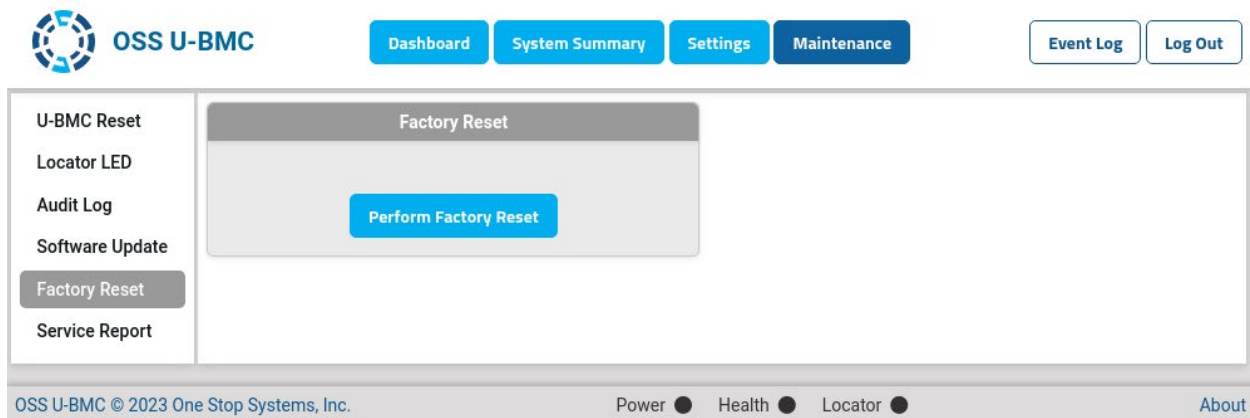 OSS U-BMC
Dashboard
System Summary
Settings
Maintenance
Event Log
Log Out
U-BMC Reset
Locator LED
Audit Log
Software Update
Factory Reset
Service Report
Factory Reset
Perform Factory Reset
OSS U-BMC © 2023 One Stop Systems, Inc.
Power
Health
Locator
About